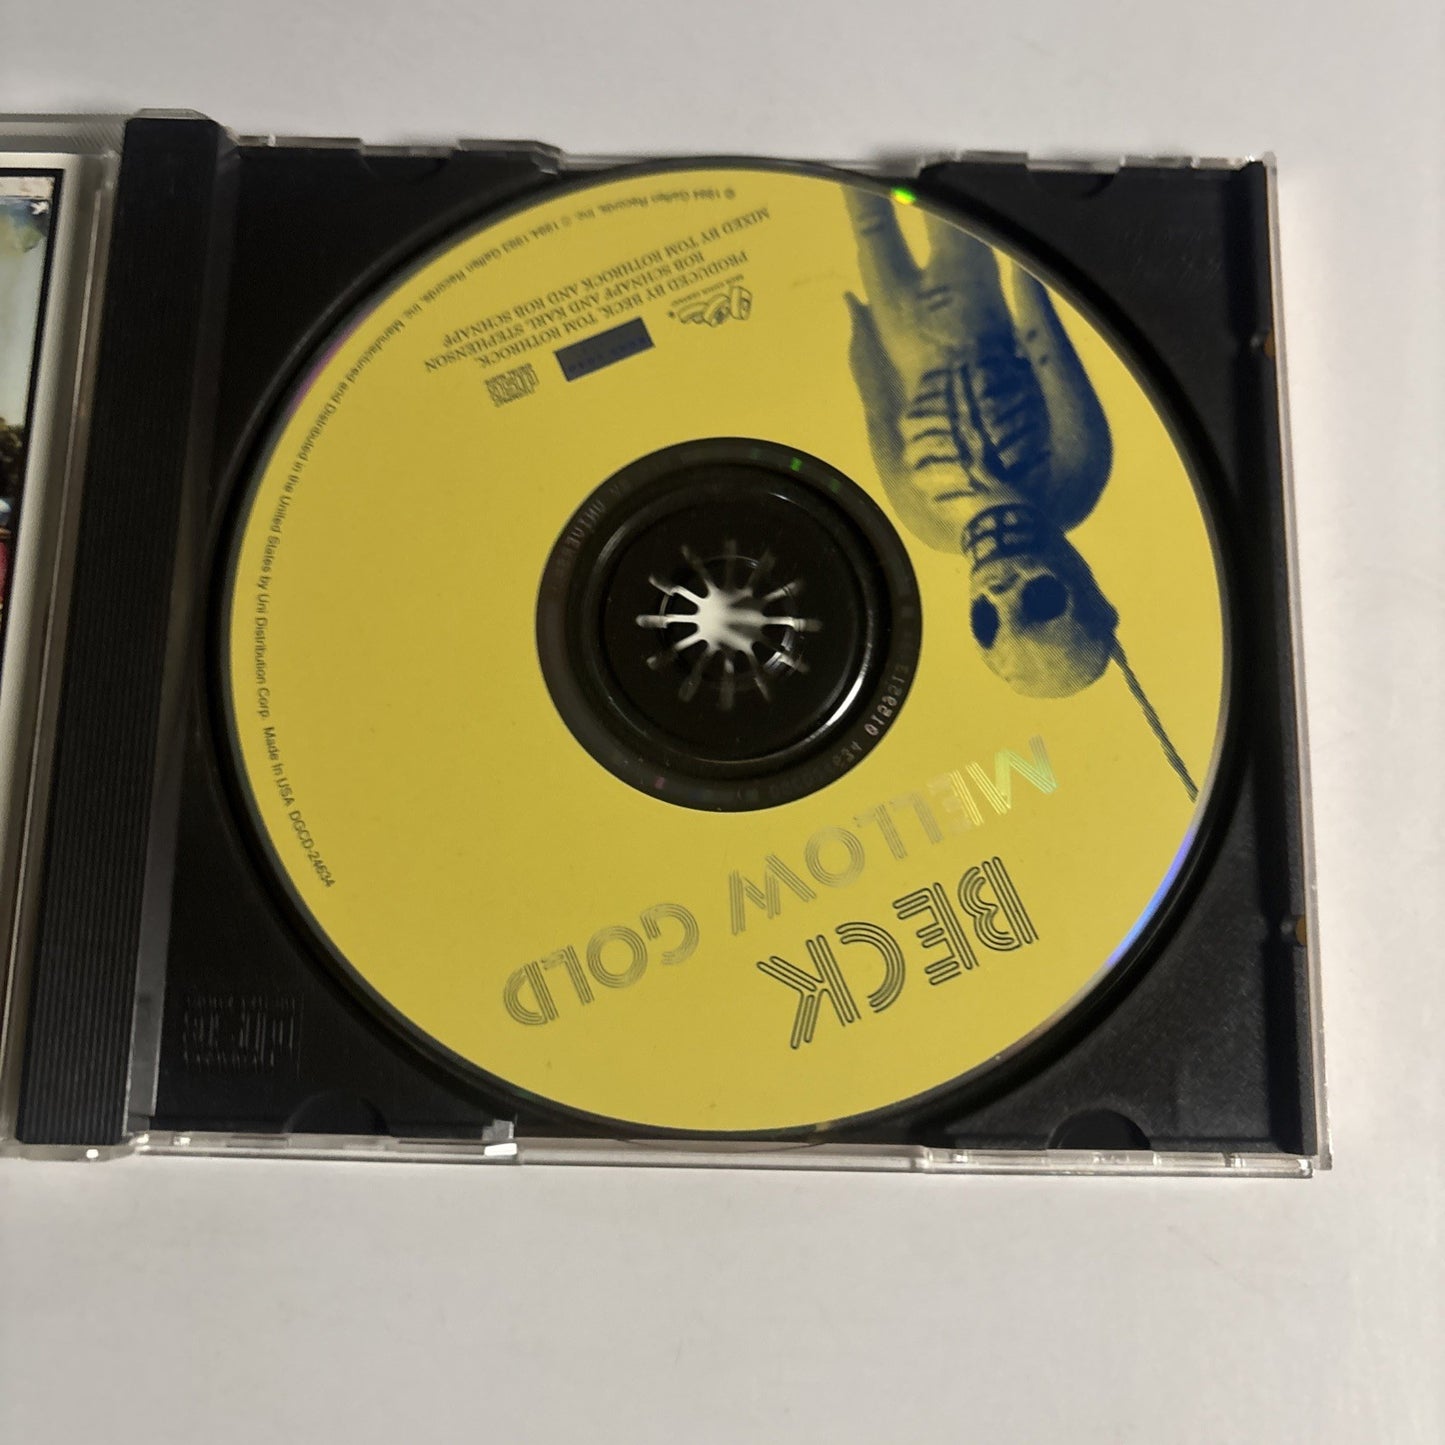 BECK
MELLOW GOLD
PRODUCED BY BECK, TOM ROTHROCK,
ROB SCHNAPF AND KARL STEPHENSON
MIXED BY TOM ROTHROCK AND ROB SCHNAPF
© 1994 Geffen Records, Inc. ℗ 1994, 1993 Geffen Records, Inc. Manufactured and Distributed in the United States by Uni Distribution Corp. Made In USA DGCD-24634